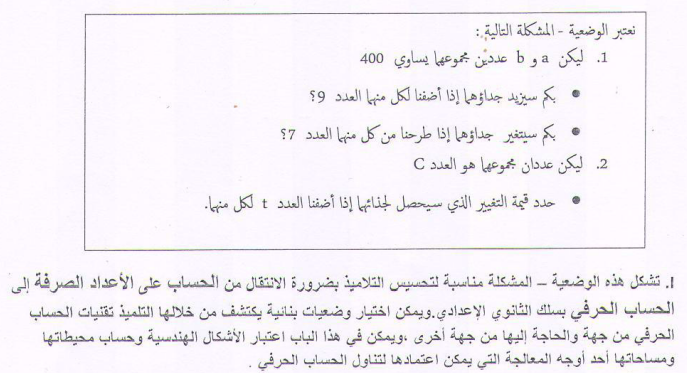 نعتبر الوضعية - المشكلة التالية:
1. ليكن a و b عددين مجموعهما يساوي 400
• بكم سيزيد جداؤهما إذا أضفنا لكل منهما العدد 9؟
• بكم سيتغير جداؤهما إذا طرحنا من كل منهما العدد 7؟
2. ليكن عددان مجموعهما هو العدد C
• حدد قيمة التغيير الذي سيحصل لجذائهما إذا أضفنا العدد t لكل منهما.
I. تشكل هذه الوضعية – المشكلة مناسبة لتحسيس التلاميذ بضرورة الانتقال من الحساب على الأعداد الصرفة إلى
الحساب الحرفي بسلك الثانوي الإعدادي.ويمكن اختيار وضعيات بنائية يكتشف من خلالها التلميذ تقنيات الحساب
الحرفي من جهة والحاجة إليها من جهة أخرى ،ويمكن في هذا الباب اعتبار الأشكال الهندسية وحساب محيطاتها
ومساحاتها أحد أوجه المعالجة التي يمكن اعتمادها لتناول الحساب الحرفي .